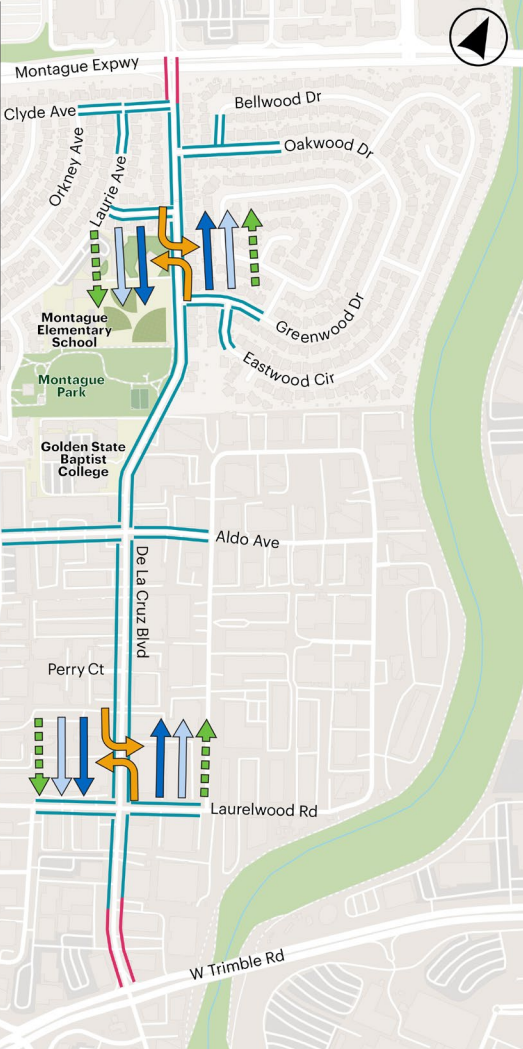 Montague Expwy
Clyde Ave
Bellwood Dr
Oakwood Dr
Orkney Ave
Laurie Ave
Montague
Elementary
School
Greenwood Dr
Eastwood Cir
Montague
Park
Golden State
Baptist
College
Aldo Ave
De La Cruz Blvd
Perry Ct
Laurelwood Rd
W Trimble Rd